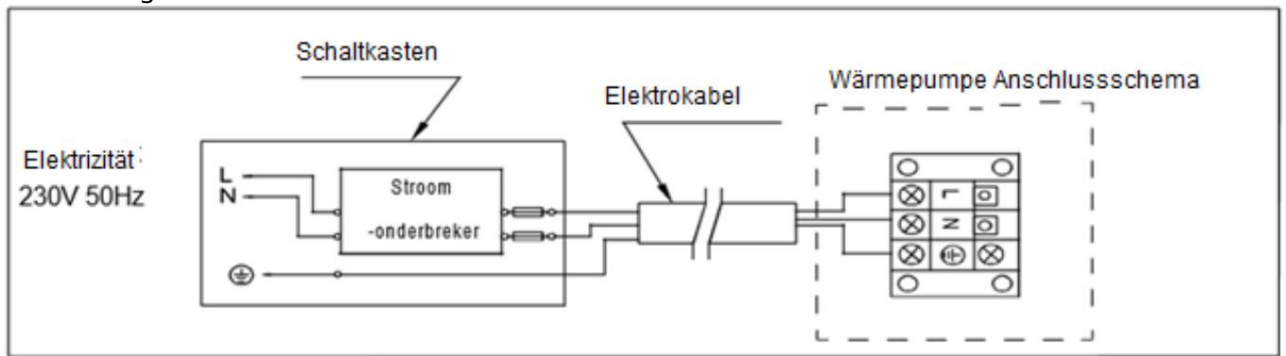 Schaltkasten
Elektrokabel
Wärmepumpe Anschlussschema
Elektrizität :
230V 50Hz
L
N
Stroom
-onderbreker
L
N